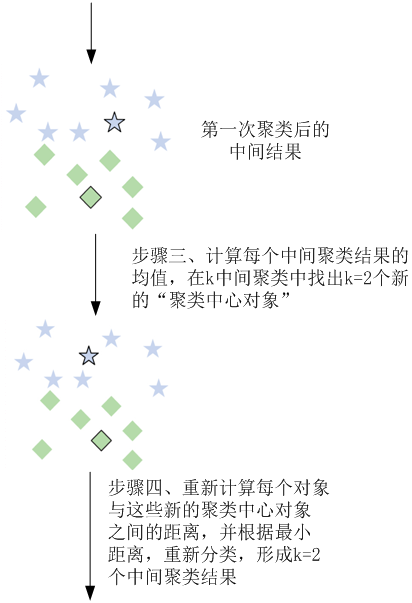 第一次聚类后的
中间结果
步骤三、计算每个中间聚类结果的
均值，在k中间聚类中找出k=2个新
的“聚类中心对象”
步骤四、重新计算每个对象
与这些新的聚类中心对象
之间的距离，并根据最小
距离，重新分类，形成k=2
个中间聚类结果